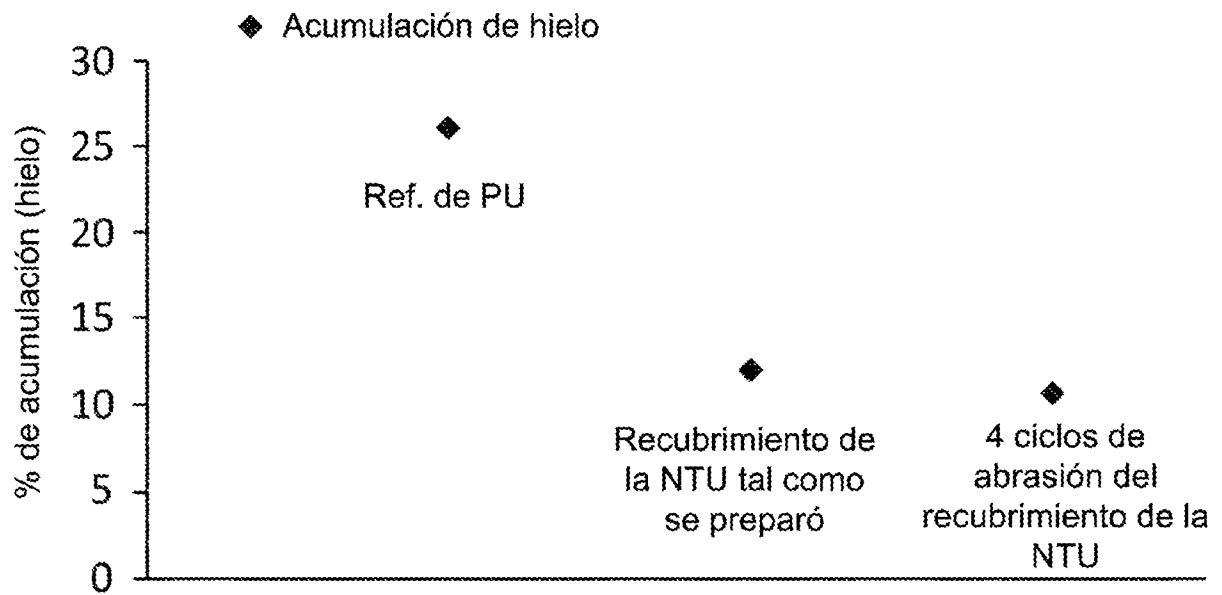 Acumulación de hielo
% de acumulación (hielo)
30
25
20
15
10
5
0
Ref. de PU
Recubrimiento de
la NTU tal como
se preparó
4 ciclos de
abrasión del
recubrimiento de la
NTU